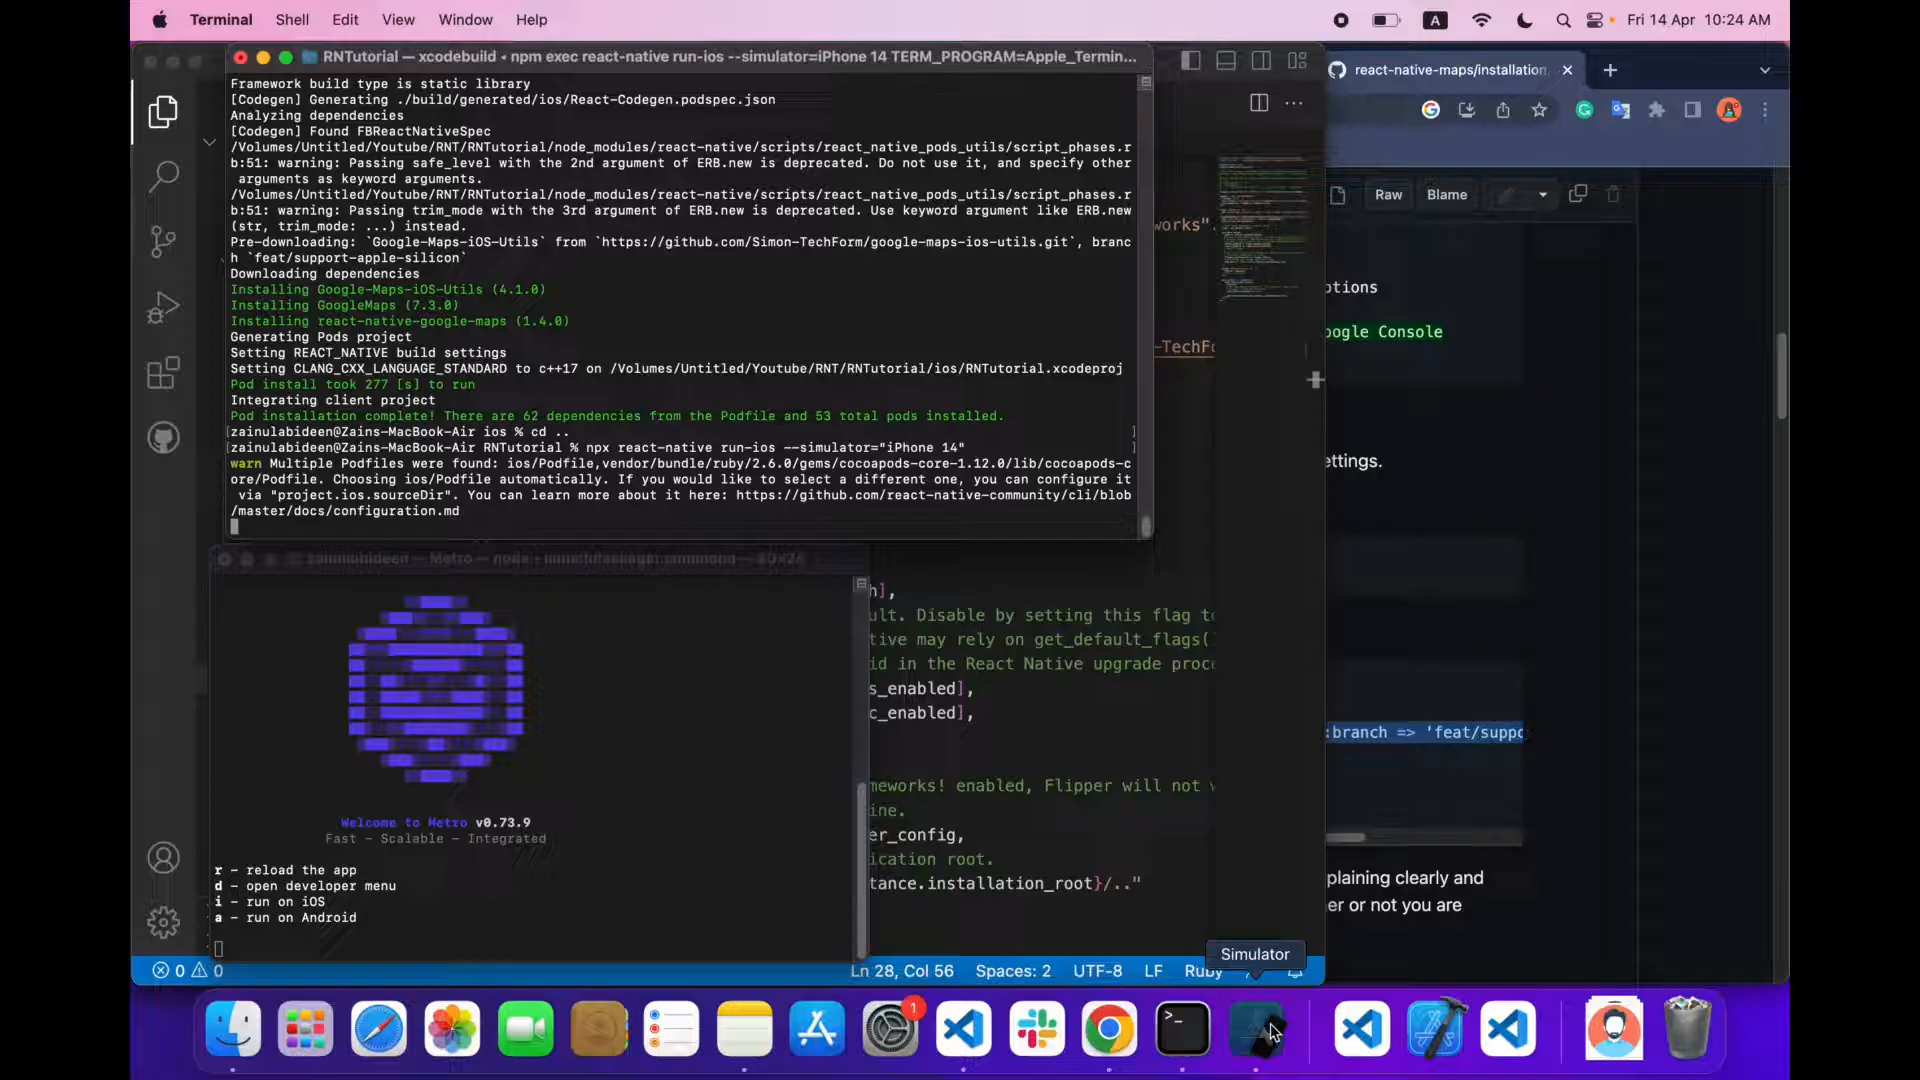 Terminal Shell Edit View Window Help A Fri 14 Apr 10:24 AM
RNTutorial — xcodebuild ◂ npm exec react-native run-ios --simulator=iPhone 14 TERM_PROGRAM=Apple_Termin...
Framework build type is static library
[Codegen] Generating ./build/generated/ios/React-Codegen.podspec.json
Analyzing dependencies
[Codegen] Found FBReactNativeSpec
/Volumes/Untitled/Youtube/RNT/RNTutorial/node_modules/react-native/scripts/react_native_pods_utils/script_phases.r
b:51: warning: Passing safe_level with the 2nd argument of ERB.new is deprecated. Do not use it, and specify other
arguments as keyword arguments.
/Volumes/Untitled/Youtube/RNT/RNTutorial/node_modules/react-native/scripts/react_native_pods_utils/script_phases.r
b:51: warning: Passing trim_mode with the 3rd argument of ERB.new is deprecated. Use keyword argument like ERB.new
(str, trim_mode: ...) instead.
Pre-downloading: `Google-Maps-iOS-Utils` from `https://github.com/Simon-TechForm/google-maps-ios-utils.git`, branc
h `feat/support-apple-silicon`
Downloading dependencies
Installing Google-Maps-iOS-Utils (4.1.0)
Installing GoogleMaps (7.3.0)
Installing react-native-google-maps (1.4.0)
Generating Pods project
Setting REACT_NATIVE build settings
Setting CLANG_CXX_LANGUAGE_STANDARD to c++17 on /Volumes/Untitled/Youtube/RNT/RNTutorial/ios/RNTutorial.xcodeproj
Pod install took 277 [s] to run
Integrating client project
Pod installation complete! There are 62 dependencies from the Podfile and 53 total pods installed.
[zainulabideen@Zains-MacBook-Air ios % cd .. ]
[zainulabideen@Zains-MacBook-Air RNTutorial % npx react-native run-ios --simulator="iPhone 14" ]
warn Multiple Podfiles were found: ios/Podfile,vendor/bundle/ruby/2.6.0/gems/cocoapods-core-1.12.0/lib/cocoapods-c
ore/Podfile. Choosing ios/Podfile automatically. If you would like to select a different one, you can configure it
via "project.ios.sourceDir". You can learn more about it here: https://github.com/react-native-community/cli/blob
/master/docs/configuration.md
zainulabideen — Metro — node
Welcome to Metro v0.73.9
Fast - Scalable - Integrated
r - reload the app
d - open developer menu
i - run on iOS
a - run on Android
works".
-TechFo
h],
ult. Disable by setting this flag to
tive may rely on get_default_flags(
id in the React Native upgrade proc
s_enabled],
c_enabled],
meworks! enabled, Flipper will not w
ine.
er_config,
ication root.
tance.installation_root}/.."
0 0 Ln 28, Col 56 Spaces: 2 UTF-8 LF Ruby
Simulator
react-native-maps/installation
Raw Blame
ptions
ogle Console
ettings.
:branch => 'feat/suppo
plaining clearly and
er or not you are
1